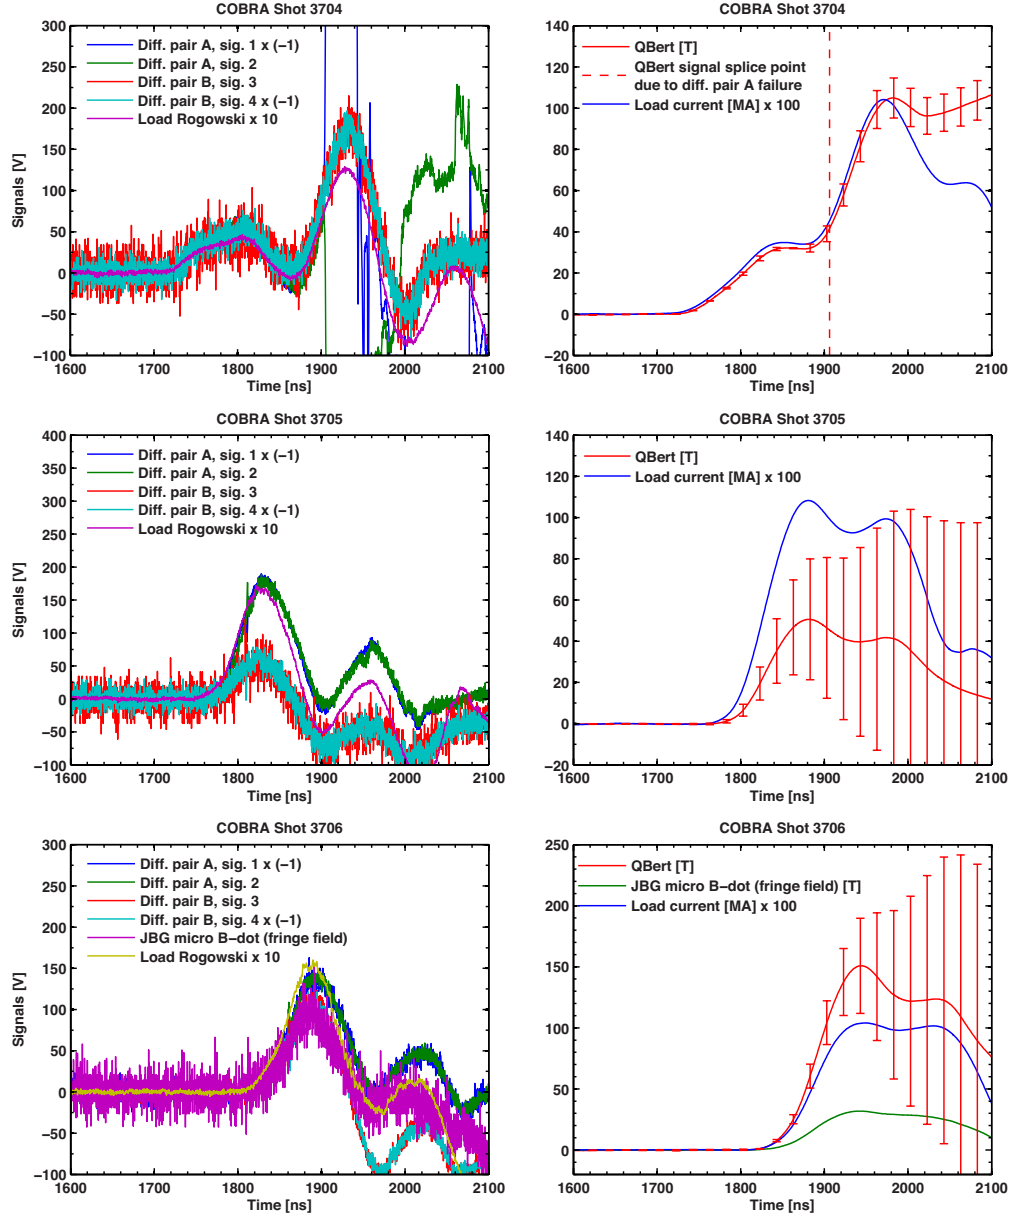 COBRA Shot 3704
300
250
200
150
100
50
0
−50
−100
Signals [V]
Diff. pair A, sig. 1 x (−1)
Diff. pair A, sig. 2
Diff. pair B, sig. 3
Diff. pair B, sig. 4 x (−1)
Load Rogowski x 10
1600 1700 1800 1900 2000 2100
Time [ns]
COBRA Shot 3704
140
120
100
80
60
40
20
0
−20
QBert [T]
QBert signal splice point
due to diff. pair A failure
Load current [MA] x 100
1600 1700 1800 1900 2000 2100
Time [ns]
COBRA Shot 3705
400
350
300
250
200
150
100
50
0
−50
−100
Signals [V]
Diff. pair A, sig. 1 x (−1)
Diff. pair A, sig. 2
Diff. pair B, sig. 3
Diff. pair B, sig. 4 x (−1)
Load Rogowski x 10
1600 1700 1800 1900 2000 2100
Time [ns]
COBRA Shot 3705
140
120
100
80
60
40
20
0
−20
QBert [T]
Load current [MA] x 100
1600 1700 1800 1900 2000 2100
Time [ns]
COBRA Shot 3706
300
250
200
150
100
50
0
−50
−100
Signals [V]
Diff. pair A, sig. 1 x (−1)
Diff. pair A, sig. 2
Diff. pair B, sig. 3
Diff. pair B, sig. 4 x (−1)
JBG micro B−dot (fringe field)
Load Rogowski x 10
1600 1700 1800 1900 2000 2100
Time [ns]
COBRA Shot 3706
250
200
150
100
50
0
QBert [T]
JBG micro B−dot (fringe field) [T]
Load current [MA] x 100
1600 1700 1800 1900 2000 2100
Time [ns]